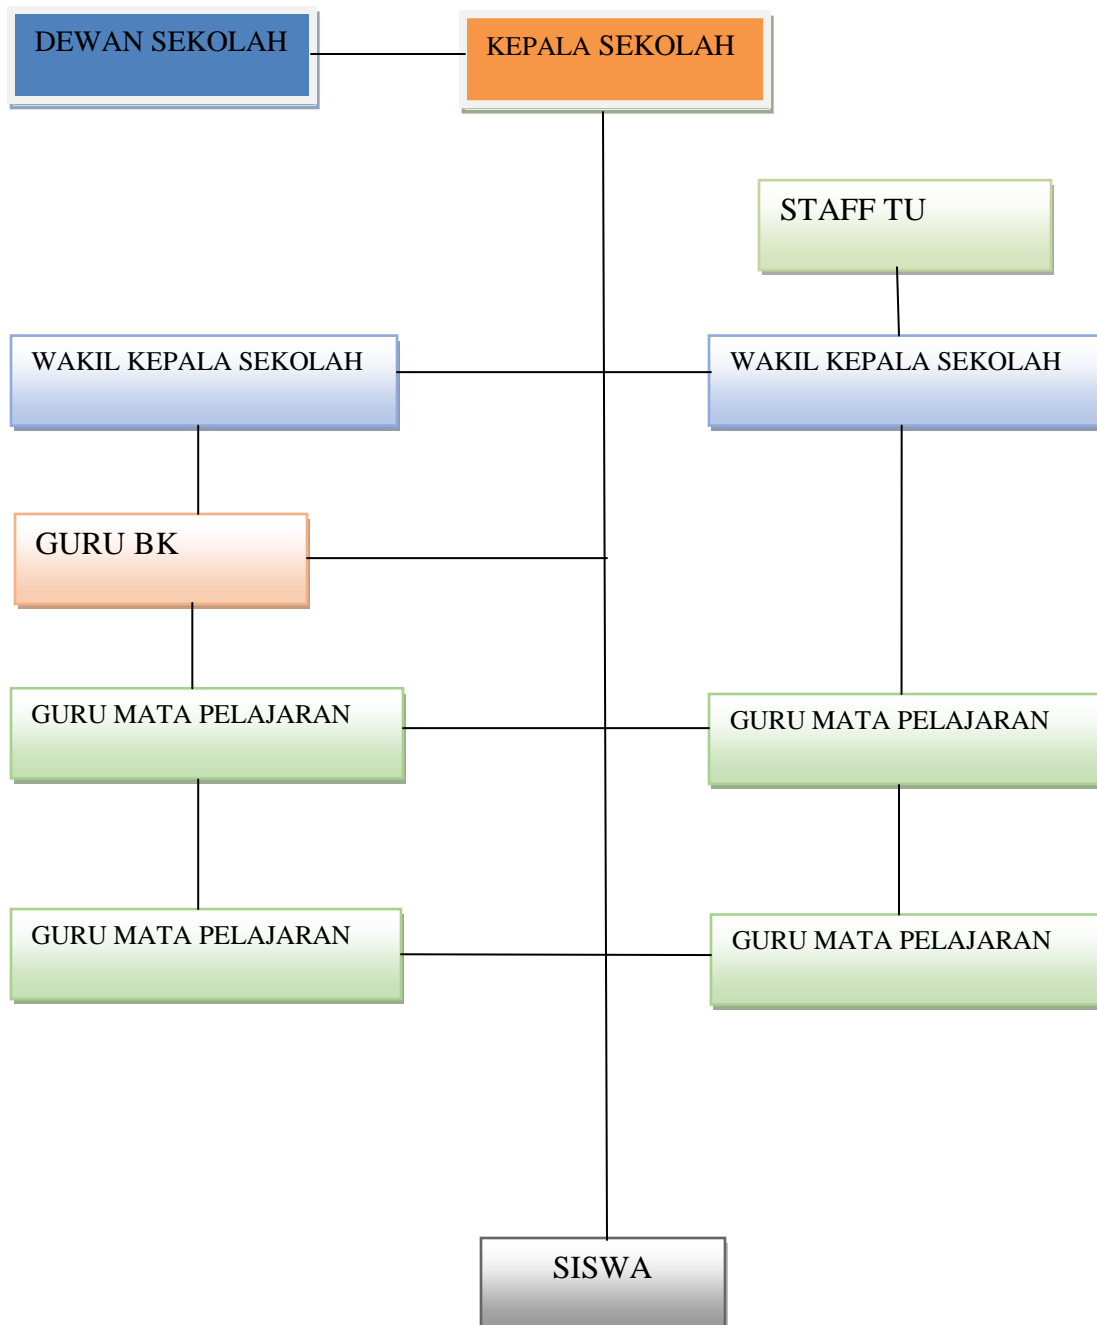 DEWAN SEKOLAH
KEPALA SEKOLAH
STAFF TU
WAKIL KEPALA SEKOLAH
WAKIL KEPALA SEKOLAH
GURU BK
GURU MATA PELAJARAN
GURU MATA PELAJARAN
GURU MATA PELAJARAN
GURU MATA PELAJARAN
SISWA